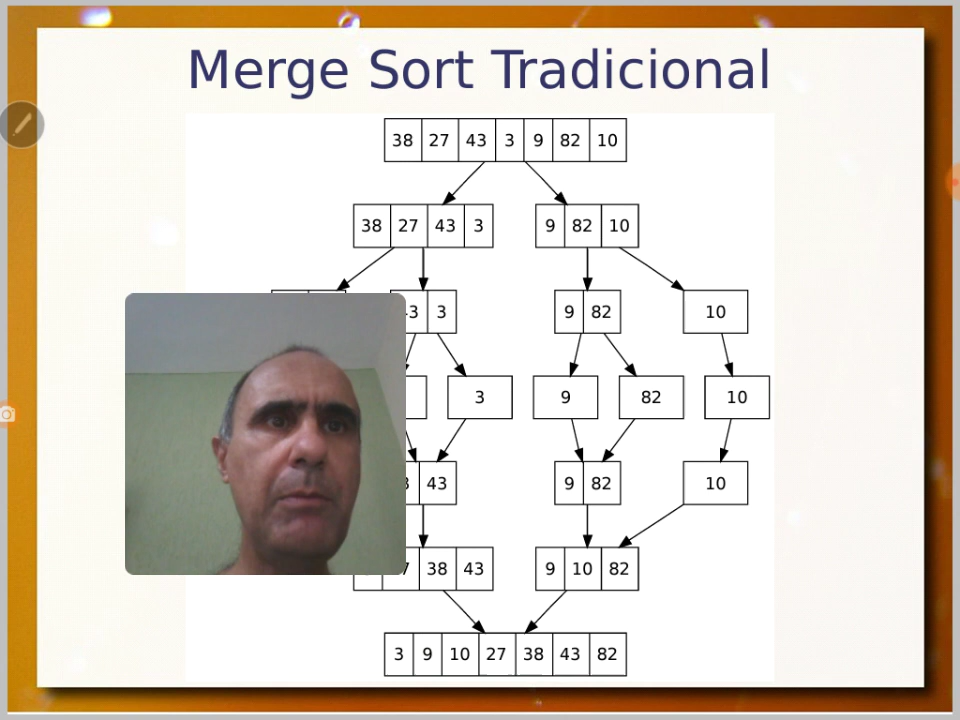 Merge Sort Tradicional
38 27 43 3 9 82 10
38 27 43 3 9 82 10
3 3 9 82 10
3 9 82 10
43 9 82 10
38 43 9 10 82
3 9 10 27 38 43 82